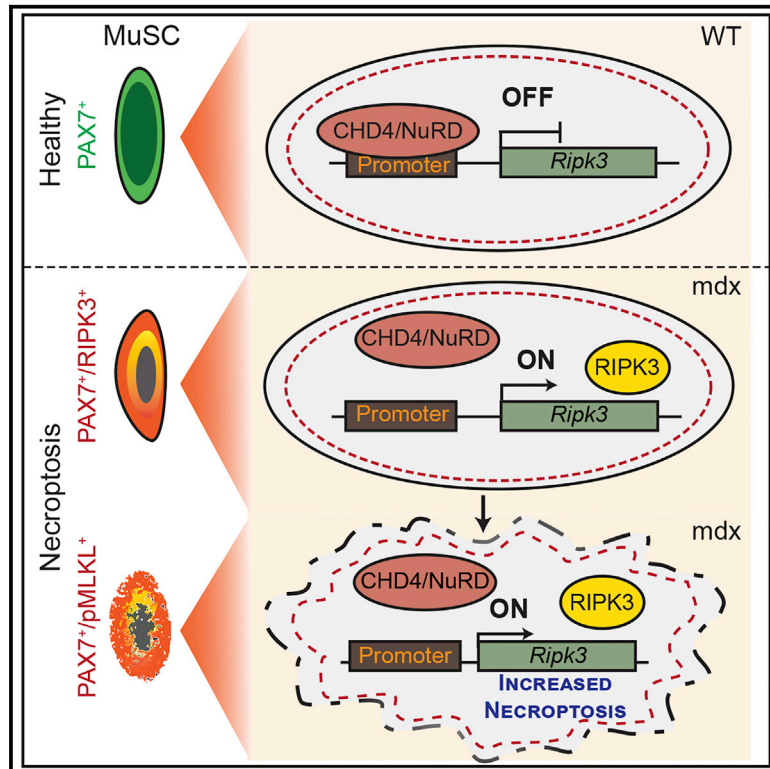 MuSC
WT
Healthy
PAX7+
OFF
CHD4/NuRD
Promoter
Ripk3
mdx
Necroptosis
PAX7+/RIPK3+
CHD4/NuRD
ON
RIPK3
Promoter
Ripk3
mdx
PAX7+/pMLKL+
CHD4/NuRD
ON
RIPK3
Promoter
Ripk3
INCREASED
NECROPTOSIS